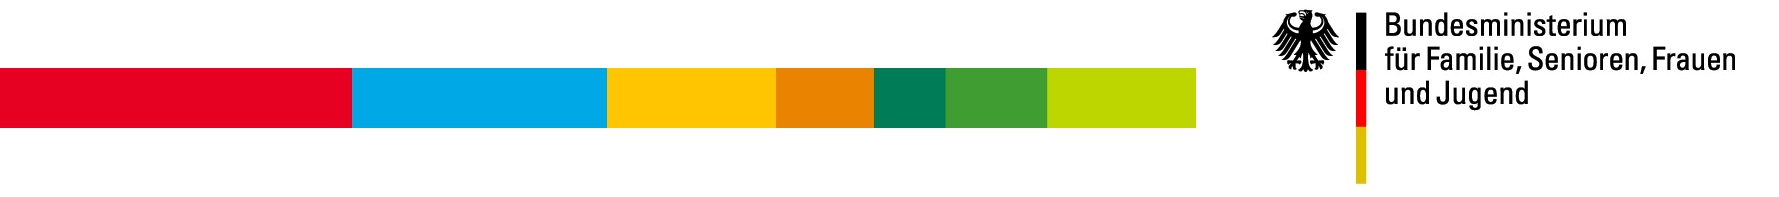 Bundesministerium
für Familie, Senioren, Frauen
und Jugend